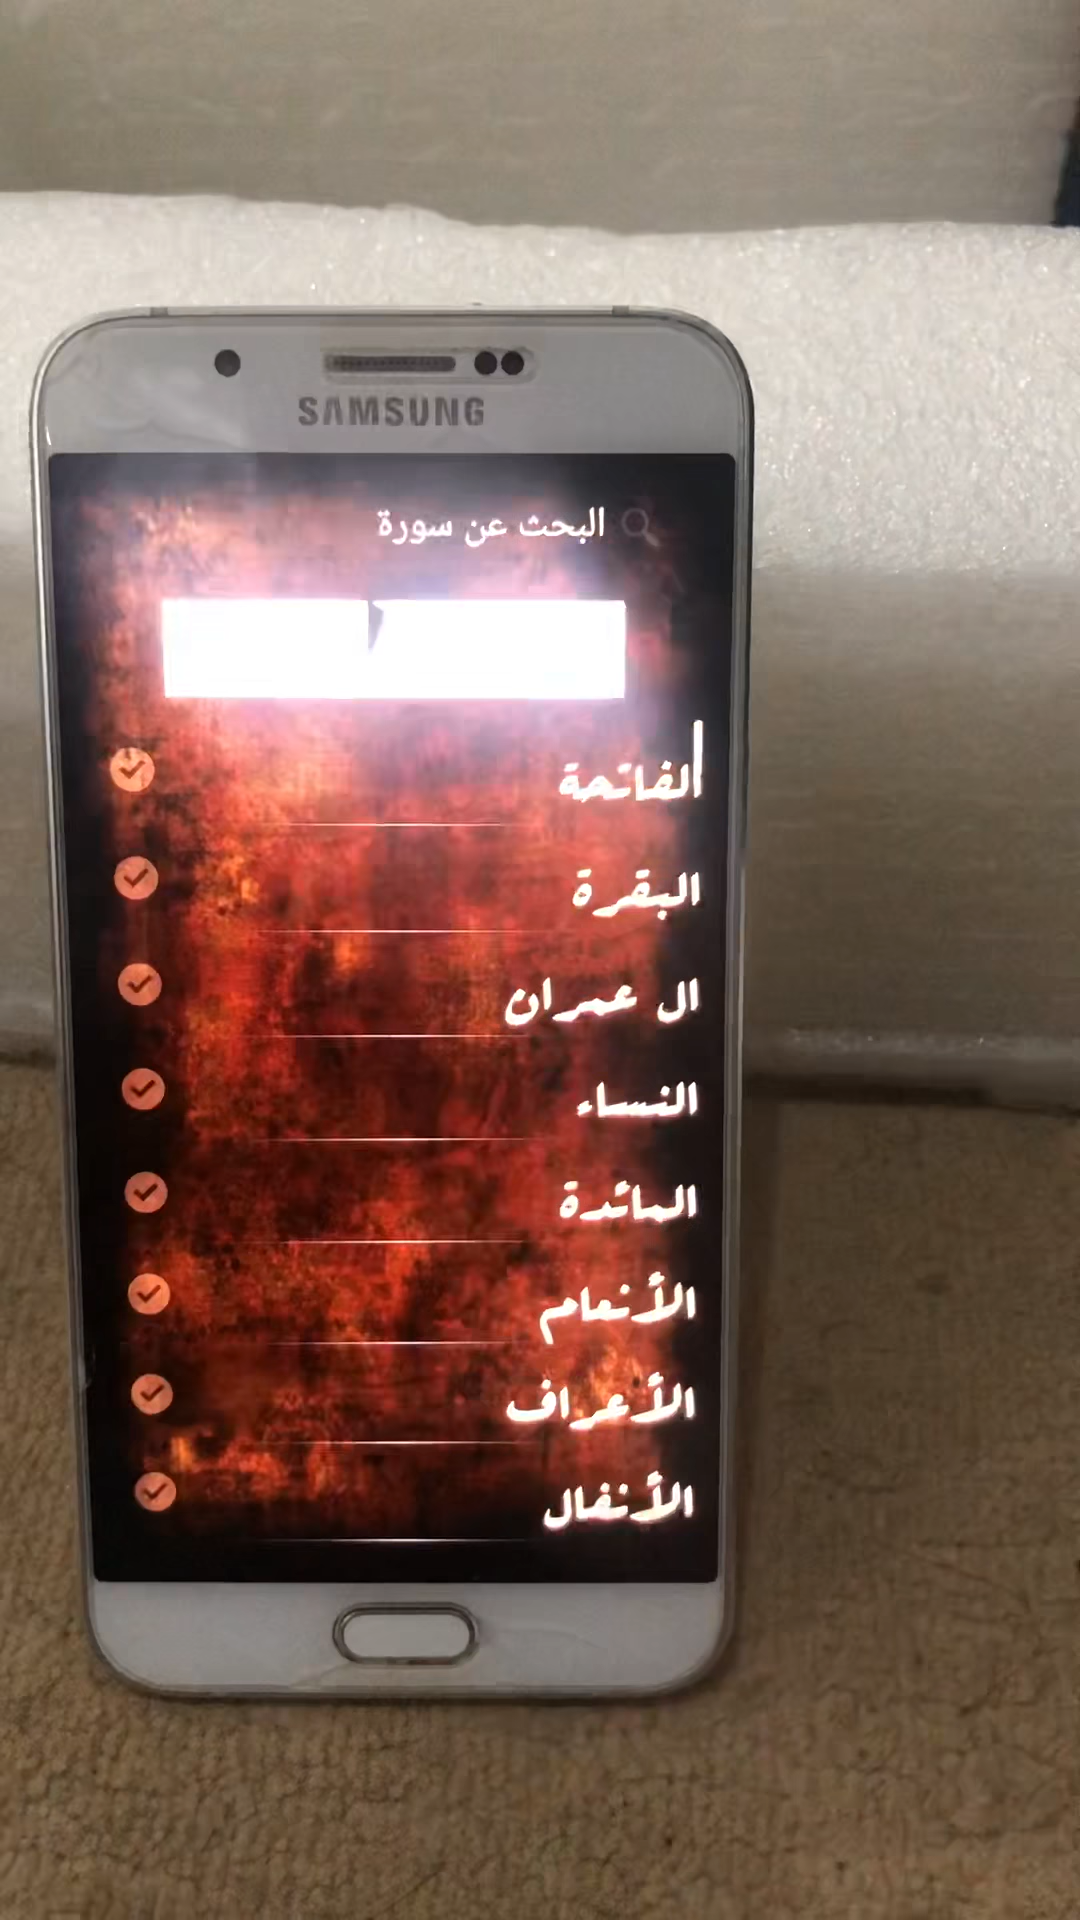 SAMSUNG
البحث عن سورة
الفاتحة
البقرة
ال عمران
النساء
المائدة
الأنعام
الأعراف
الأنفال